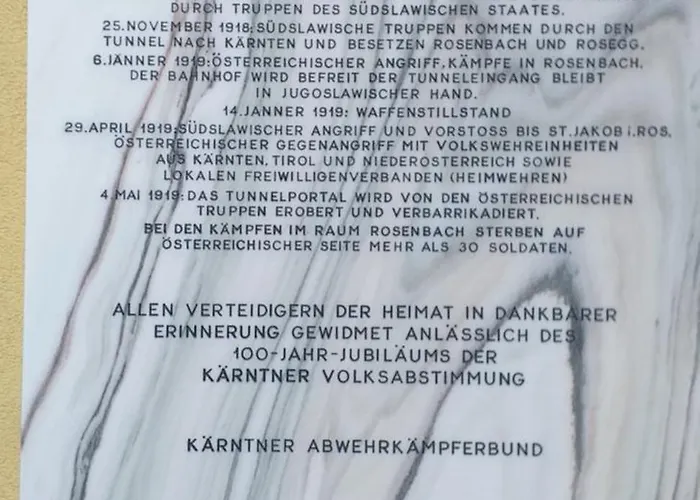 DURCH TRUPPEN DES SÜDSLAWISCHEN STAATES.
25.NOVEMBER 1918:SÜDSLAWISCHE TRUPPEN KOMMEN DURCH DEN
TUNNEL NACH KÄRNTEN UND BESETZEN ROSENBACH UND ROSEGG.
6.JÄNNER 1919:ÖSTERREICHISCHER ANGRIFF.KÄMPFE IN ROSENBACH.
DER BAHNHOF WIRD BEFREIT DER TUNNELEINGANG BLEIBT
IN JUGOSLAWISCHER HAND.
14.JÄNNER 1919: WAFFENSTILLSTAND
29.APRIL 1919:SÜDSLAWISCHER ANGRIFF UND VORSTOSS BIS ST.JAKOB i.ROS.
ÖSTERREICHISCHER GEGENANGRIFF MIT VOLKSWEHREINHEITEN
AUS KÄRNTEN, TIROL UND NIEDERÖSTERREICH SOWIE
LOKALEN FREIWILLIGENVERBANDEN (HEIMWEHREN)
4.MAI 1919:DAS TUNNELPORTAL WIRD VON DEN ÖSTERREICHISCHEN
TRUPPEN EROBERT UND VERBARRIKADIERT.
BEI DEN KÄMPFEN IM RAUM ROSENBACH STERBEN AUF
ÖSTERREICHISCHER SEITE MEHR ALS 30 SOLDATEN.
ALLEN VERTEIDIGERN DER HEIMAT IN DANKBARER
ERINNERUNG GEWIDMET ANLÄSSLICH DES
100-JAHR-JUBILÄUMS DER
KÄRNTNER VOLKSABSTIMMUNG
KÄRNTNER ABWEHRKÄMPFERBUND